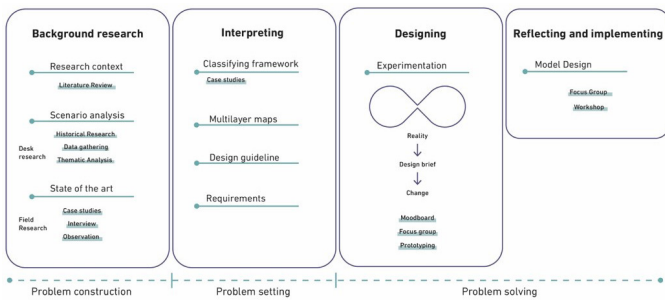 Background research
Research context
Literature Review
Scenario analysis
Historical Research
Desk research
Data gathering
Thematic Analysis
State of the art
Field Research
Case studies
Interview
Observation
Interpreting
Classifying framework
Case studies
Multilayer maps
Design guideline
Requirements
Designing
Experimentation
Reality
Design brief
Change
Moodboard
Focus group
Prototyping
Reflecting and implementing
Model Design
Focus Group
Workshop
Problem construction
Problem setting
Problem solving